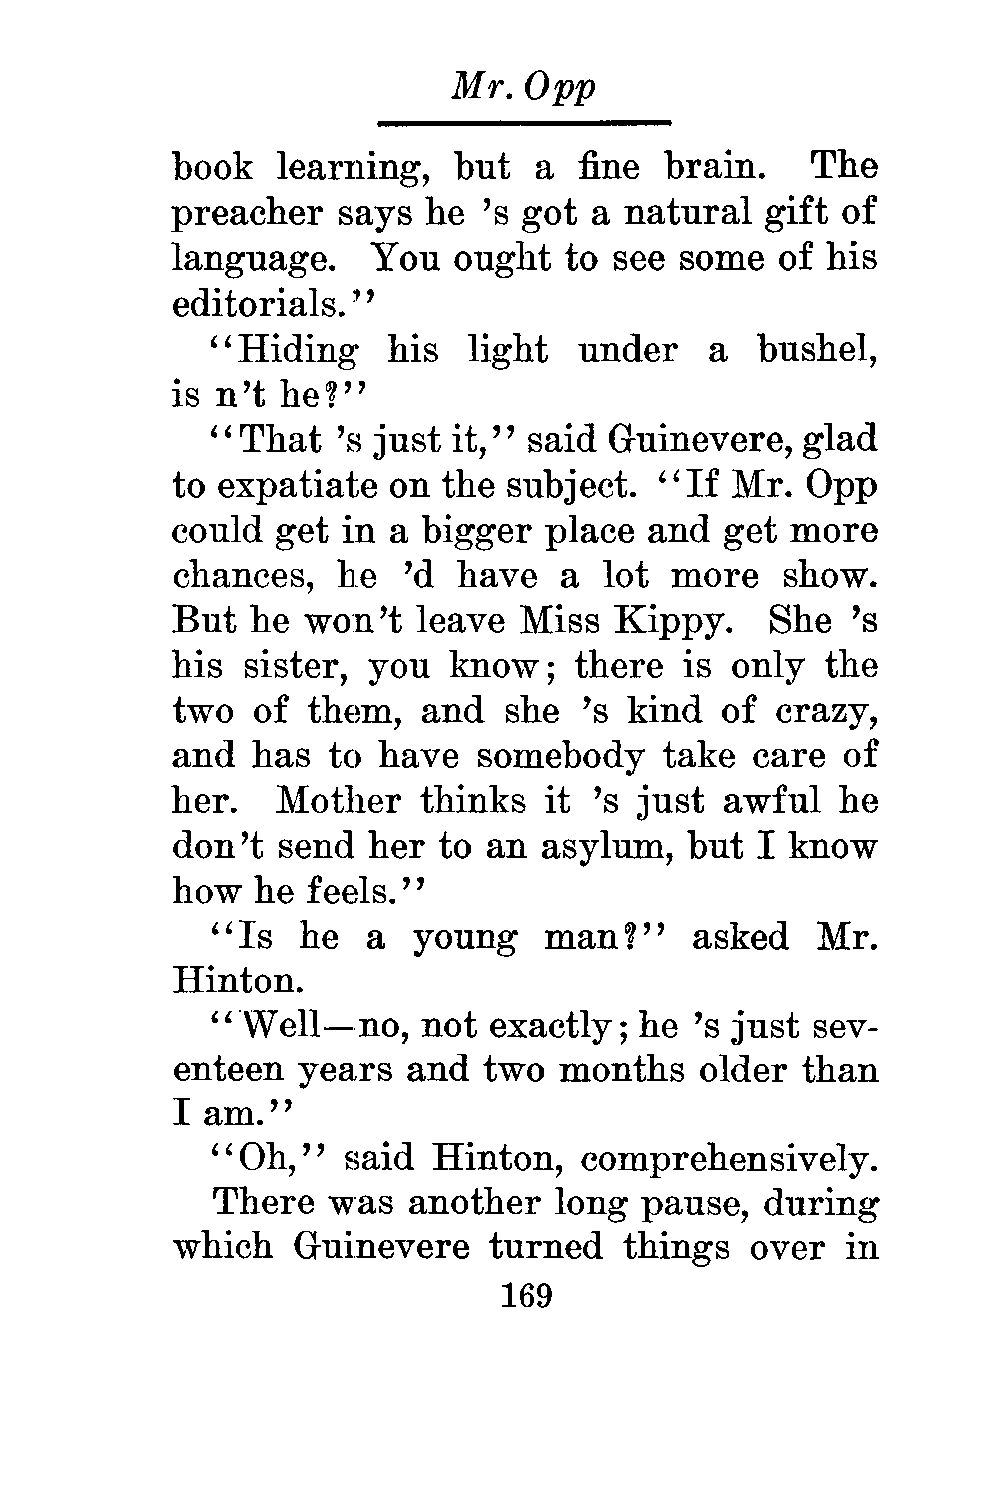 Mr. Opp
book learning, but a fine brain. The
preacher says he 's got a natural gift of
language. You ought to see some of his
editorials.''
‘‘Hiding his light under a bushel,
is n't he?''
‘‘That 's just it,'' said Guinevere, glad
to expatiate on the subject. ‘‘If Mr. Opp
could get in a bigger place and get more
chances, he 'd have a lot more show.
But he won't leave Miss Kippy. She 's
his sister, you know; there is only the
two of them, and she 's kind of crazy,
and has to have somebody take care of
her. Mother thinks it 's just awful he
don't send her to an asylum, but I know
how he feels.''
‘‘Is he a young man?'' asked Mr.
Hinton.
‘‘Well—no, not exactly; he 's just sev-
enteen years and two months older than
I am.''
‘‘Oh,'' said Hinton, comprehensively.
There was another long pause, during
which Guinevere turned things over in
169